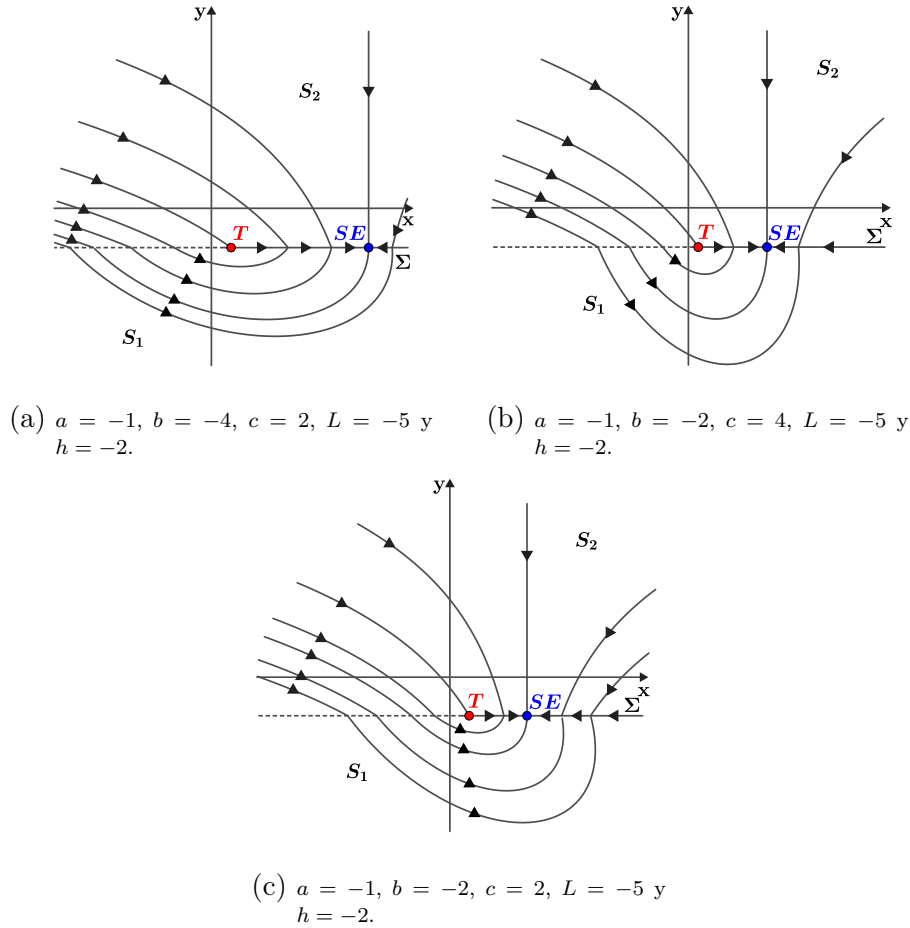 y
S₂
T
SE
x
Σ
S₁
y
S₂
T
SE
x
Σ
S₁
(a) a = −1, b = −4, c = 2, L = −5 y
h = −2.
(b) a = −1, b = −2, c = 4, L = −5 y
h = −2.
y
S₂
T
SE
x
Σ
S₁
(c) a = −1, b = −2, c = 2, L = −5 y
h = −2.